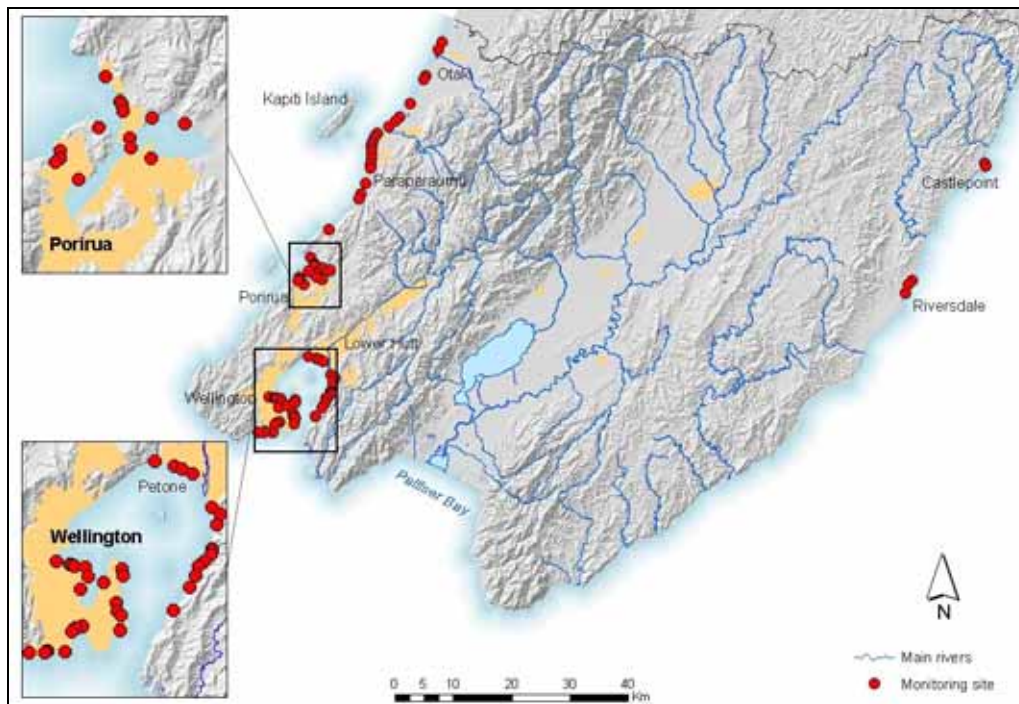 Otaki
Kapiti Island
Paraparaumu
Castlepoint
Porirua
Porirua
Riversdale
Lower Hutt
Wellington
Petone
Palliser Bay
Wellington
N
Main rivers
Monitoring site
0 5 10 20 30 40
Km